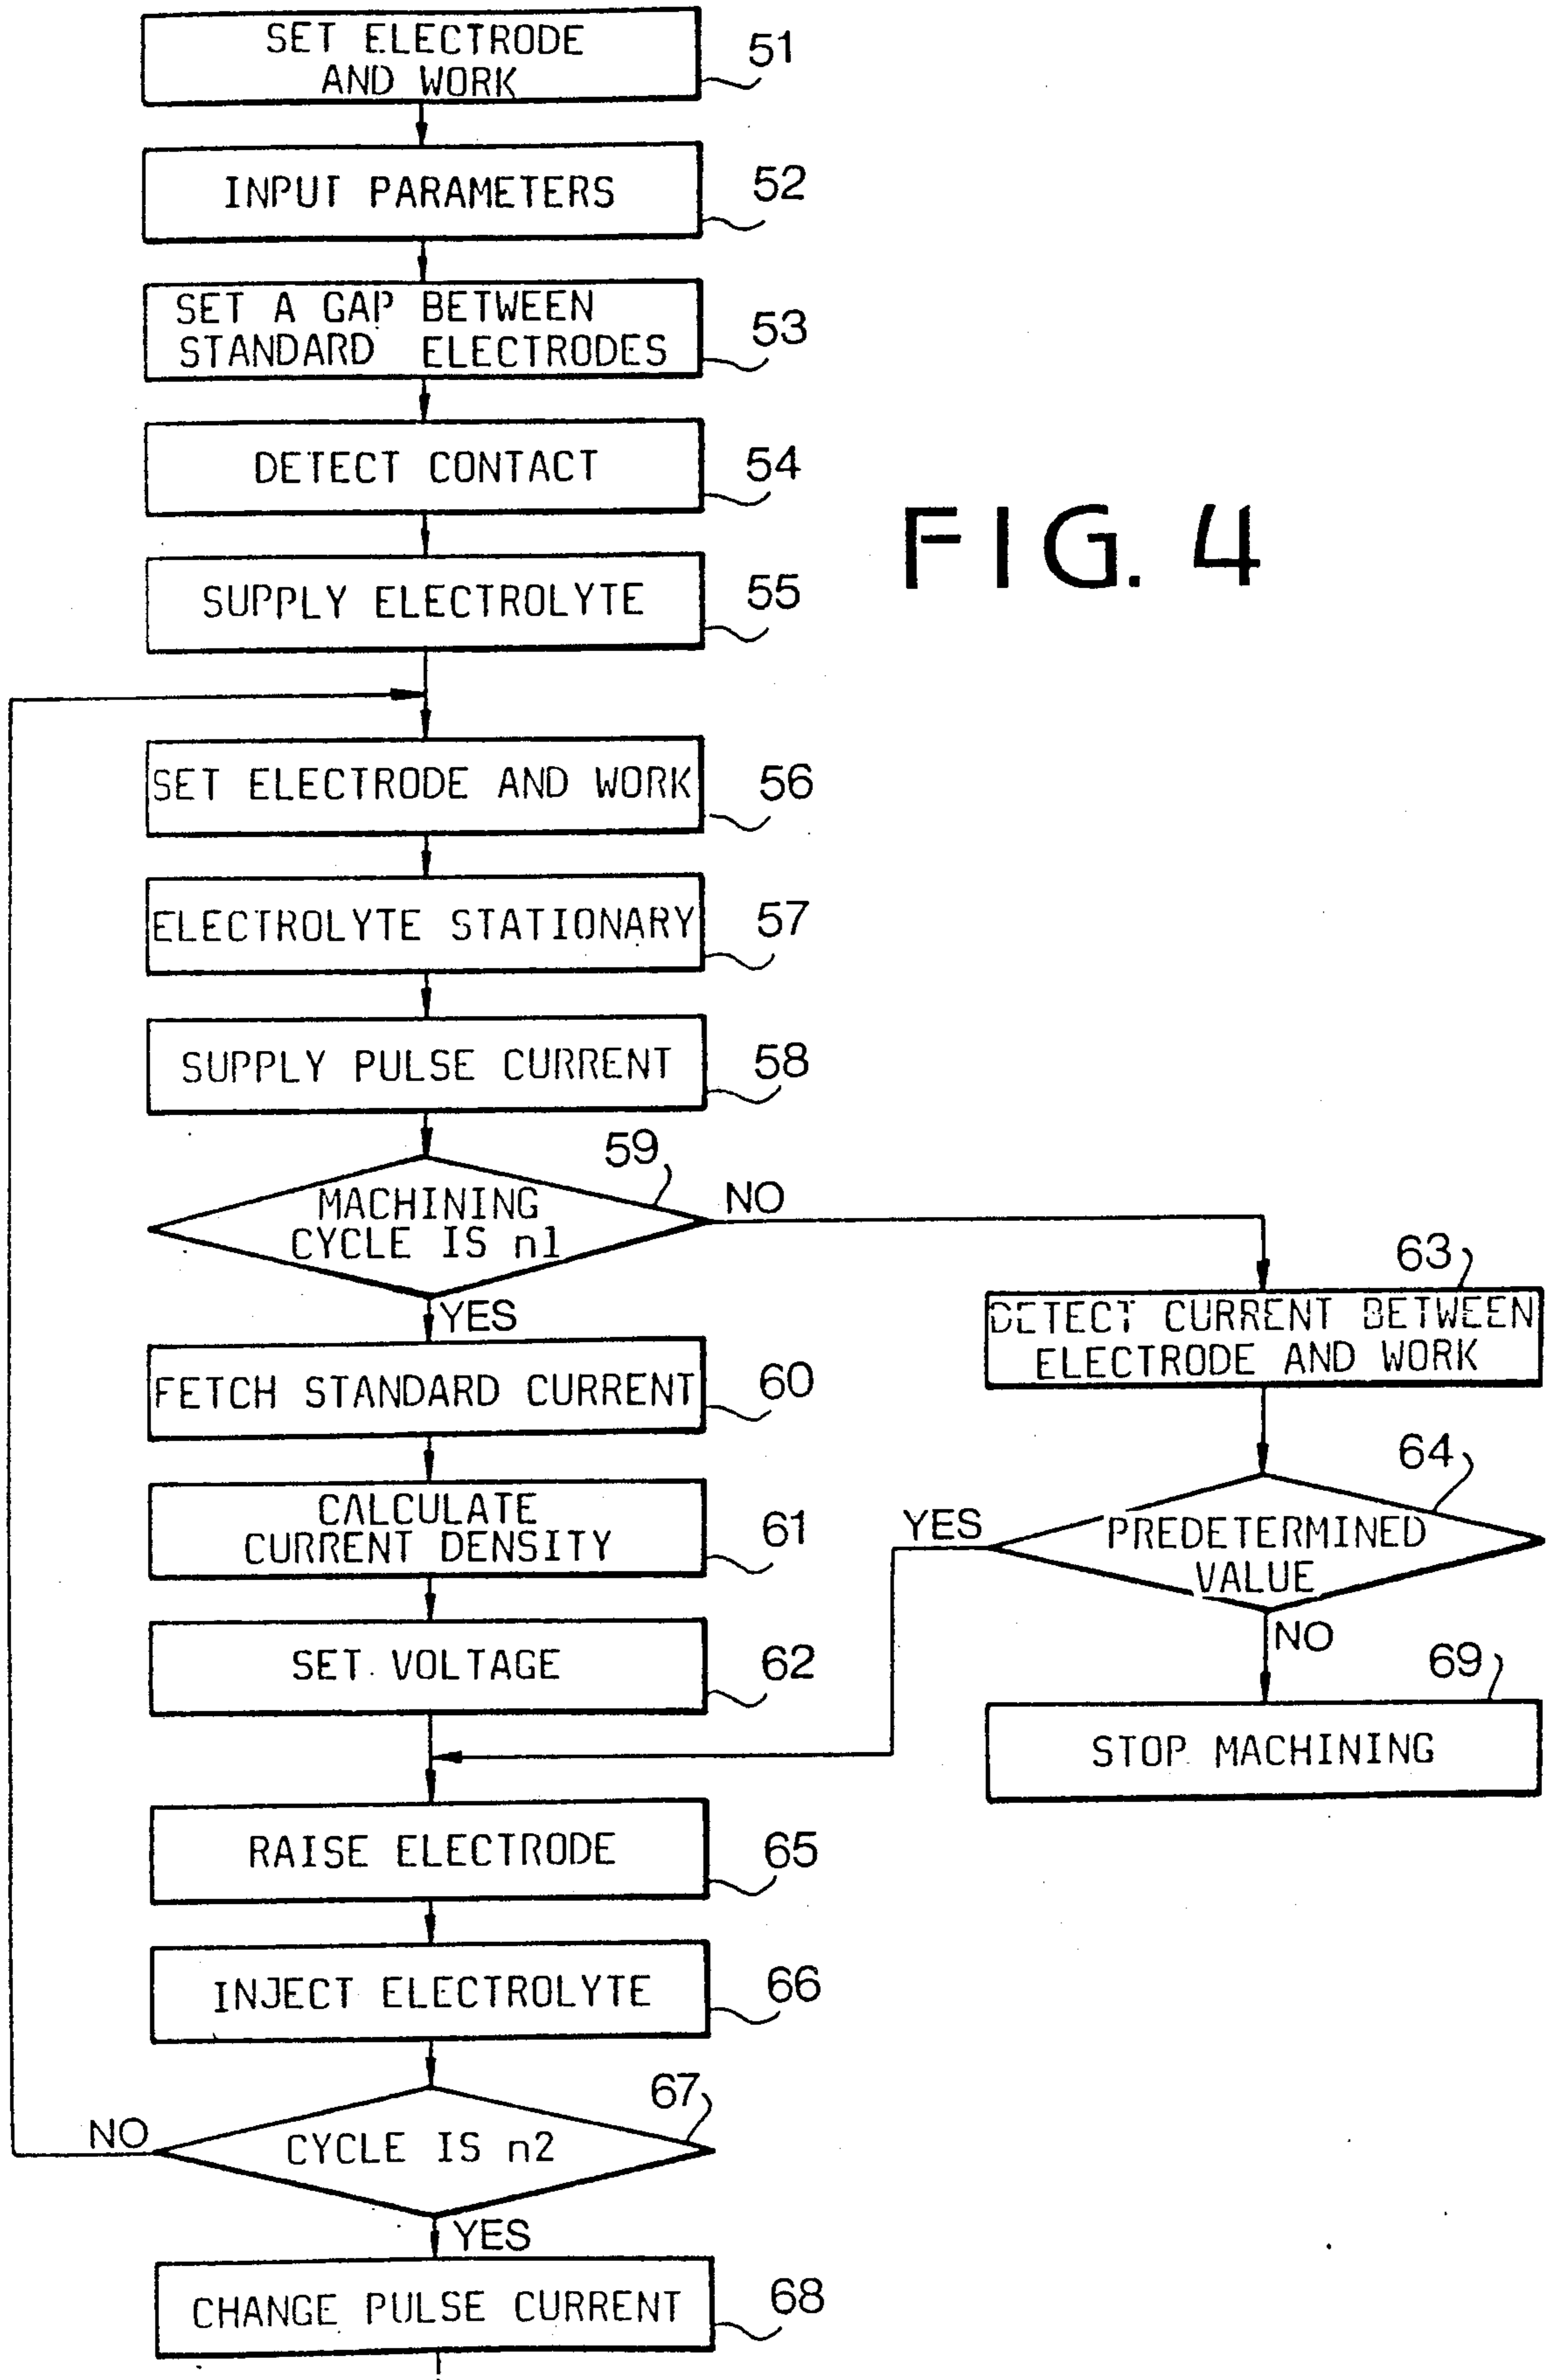 SET ELECTRODE
AND WORK
51
INPUT PARAMETERS
52
SET A GAP BETWEEN
STANDARD ELECTRODES
53
DETECT CONTACT
54
FIG. 4
SUPPLY ELECTROLYTE
55
SET ELECTRODE AND WORK
56
ELECTROLYTE STATIONARY
57
SUPPLY PULSE CURRENT
58
59
MACHINING
CYCLE IS n1
NO
YES
63
DETECT CURRENT BETWEEN
ELECTRODE AND WORK
FETCH STANDARD CURRENT
60
64
CALCULATE
CURRENT DENSITY
61
YES
PREDETERMINED
VALUE
NO
SET VOLTAGE
62
69
STOP MACHINING
RAISE ELECTRODE
65
INJECT ELECTROLYTE
66
67
NO
CYCLE IS n2
YES
CHANGE PULSE CURRENT
68